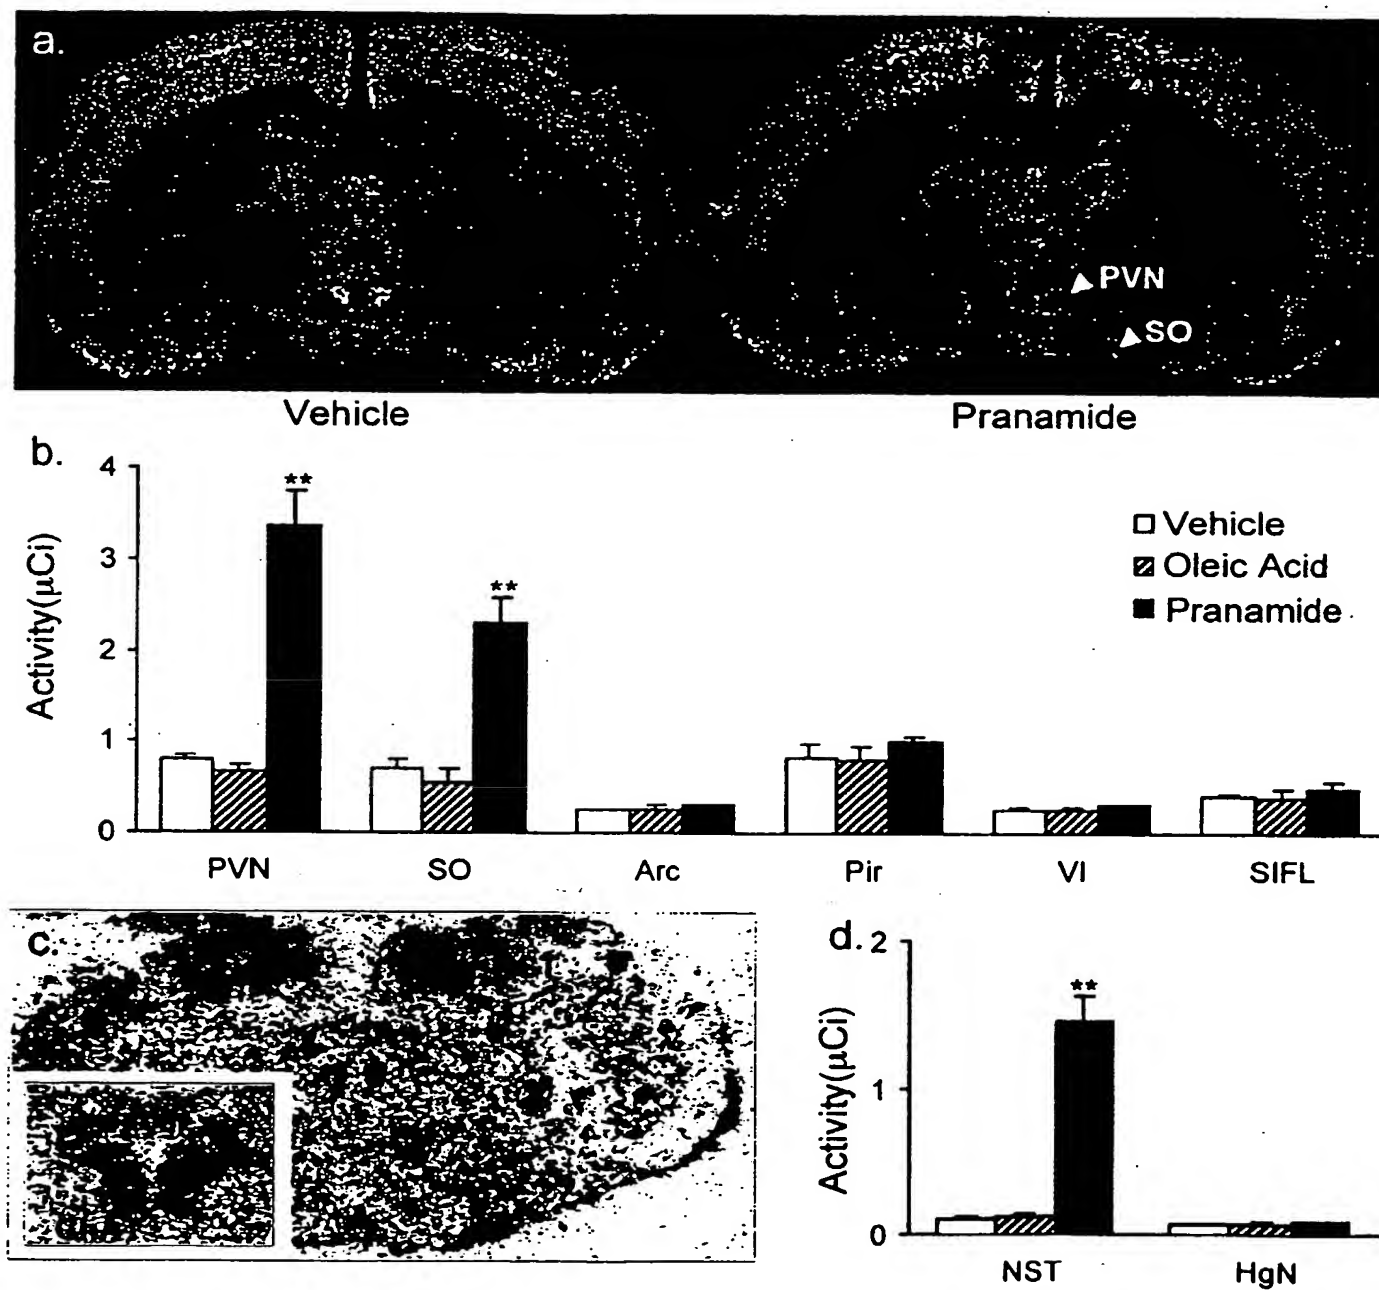 a.
PVN
SO
Vehicle
Pranamide
b.
Activity(μCi)
4
3
2
1
0
**
**
Vehicle
Oleic Acid
Pranamide
PVN
SO
Arc
Pir
VI
SIFL
c.
d.
Activity(μCi)
2
1
0
**
NST
HgN